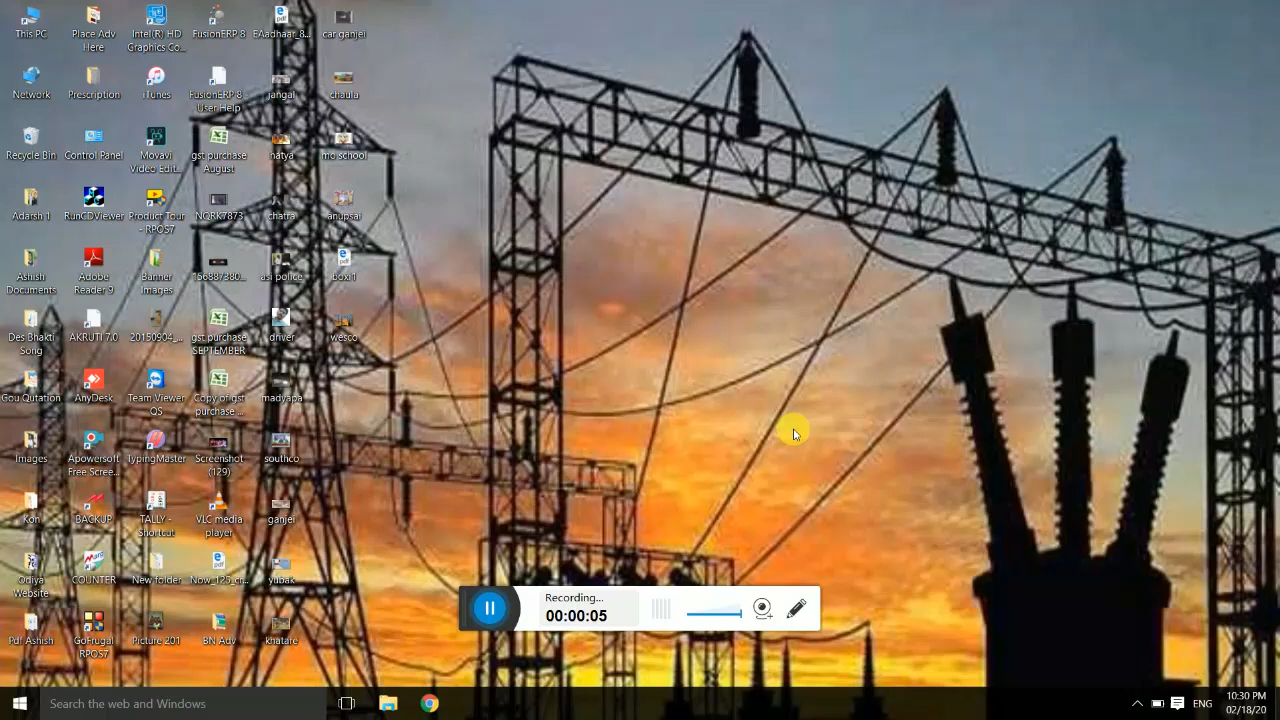 This PC
Place Adv
Here
Intel(R) HD
Graphics Co...
FusionERP 8
EAadhaar_8...
car ganjei
Network
Prescription
iTunes
FusionERP 8 -
User Help
jangal
chaula
Recycle Bin
Control Panel
Movavi
Video Edit...
gst purchase
August
natya
mo school
Adarsh 1
RunCDViewer
Product Tour
- RPOS7
NQRK7873
chatra
anupsai
Ashish
Documents
Adobe
Reader 9
Banner
Images
156887380...
asi police
boxi1
Des Bhakti
Song
AKRUTI 7.0
20150904_...
gst purchase
SEPTEMBER
driver
wesco
Gou Qutation
AnyDesk
Team Viewer
QS
Copy of gst
purchase ...
madyapa
Images
Apowersoft
Free Scree...
TypingMaster
Screenshot
(129)
southco
Kon
BACKUP
TALLY -
Shortcut
VLC media
player
ganjei
Odiya
Website
COUNTER
New folder
Now_125_cr...
yubak
Pdf Ashish
GoFrugal
RPOS7
Picture 201
BN Adv
khatare
Recording...
00:00:05
Search the web and Windows
ENG
10:30 PM
02/18/20